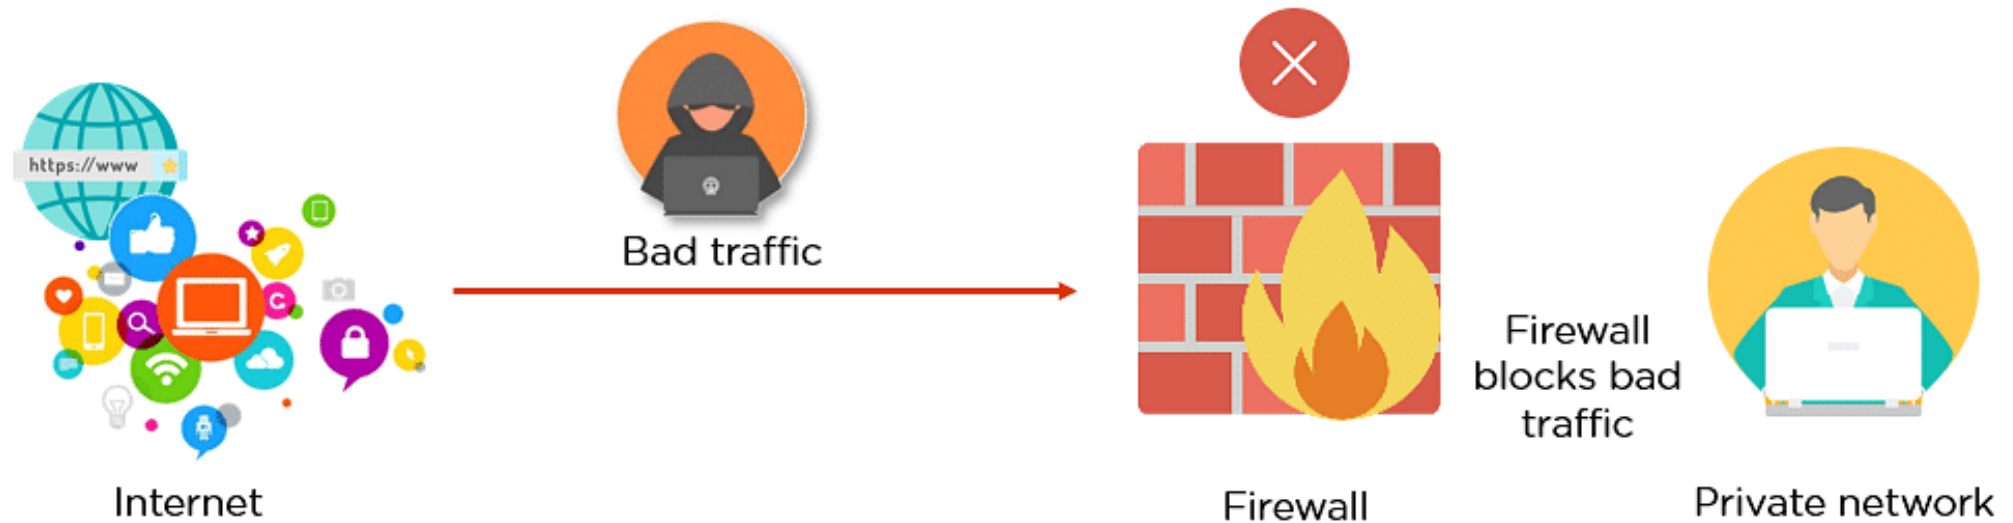 https://www
Bad traffic
Firewall
blocks bad
traffic
Internet
Firewall
Private network